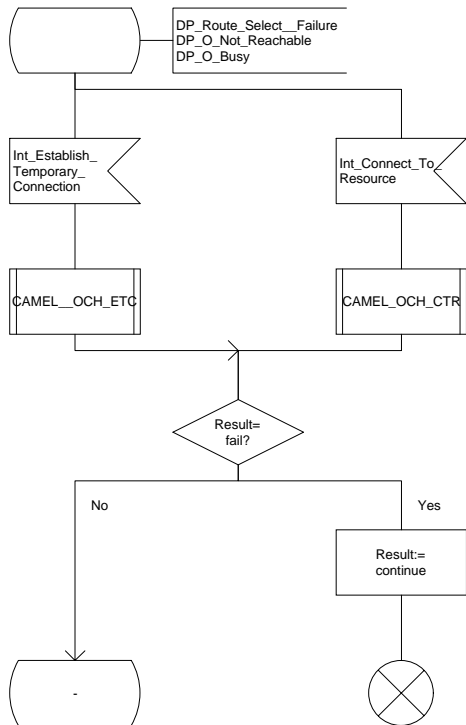 DP_Route_Select__Failure
DP_O_Not_Reachable
DP_O_Busy
Int_Establish_
Temporary_
Connection
Int_Connect_To_
Resource
CAMEL__OCH_ETC
CAMEL_OCH_CTR
Result=
fail?
No
Yes
Result:=
continue
-